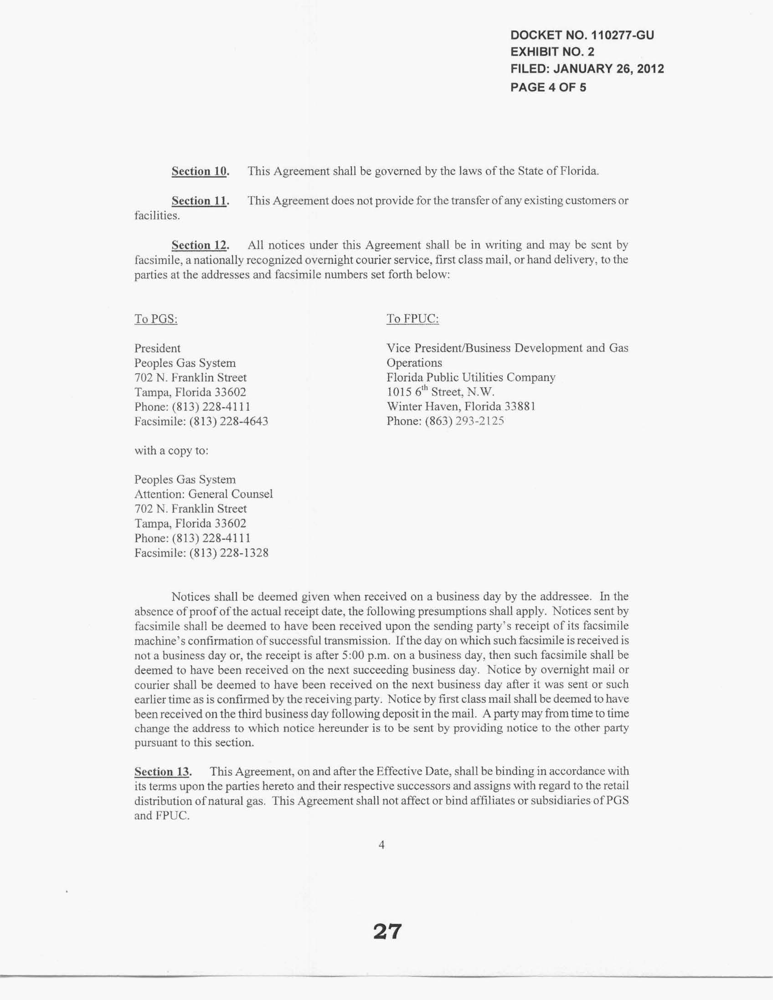 DOCKET NO. 110277-GU
EXHIBIT NO. 2
FILED: JANUARY 26, 2012
PAGE 4 OF 5
Section 10. This Agreement shall be governed by the laws of the State of Florida.
Section 11. This Agreement does not provide for the transfer of any existing customers or
facilities.
Section 12. All notices under this Agreement shall be in writing and may be sent by
facsimile, a nationally recognized overnight courier service, first class mail, or hand delivery, to the
parties at the addresses and facsimile numbers set forth below:
To PGS:
President
Peoples Gas System
702 N. Franklin Street
Tampa, Florida 33602
Phone: (813) 228-4111
Facsimile: (813) 228-4643
with a copy to:
Peoples Gas System
Attention: General Counsel
702 N. Franklin Street
Tampa, Florida 33602
Phone: (813) 228-4111
Facsimile: (813) 228-1328
To FPUC:
Vice President/Business Development and Gas
Operations
Florida Public Utilities Company
1015 6th Street, N.W.
Winter Haven, Florida 33881
Phone: (863) 293-2125
Notices shall be deemed given when received on a business day by the addressee. In the
absence of proof of the actual receipt date, the following presumptions shall apply. Notices sent by
facsimile shall be deemed to have been received upon the sending party's receipt of its facsimile
machine's confirmation of successful transmission. If the day on which such facsimile is received is
not a business day or, the receipt is after 5:00 p.m. on a business day, then such facsimile shall be
deemed to have been received on the next succeeding business day. Notice by overnight mail or
courier shall be deemed to have been received on the next business day after it was sent or such
earlier time as is confirmed by the receiving party. Notice by first class mail shall be deemed to have
been received on the third business day following deposit in the mail. A party may from time to time
change the address to which notice hereunder is to be sent by providing notice to the other party
pursuant to this section.
Section 13. This Agreement, on and after the Effective Date, shall be binding in accordance with
its terms upon the parties hereto and their respective successors and assigns with regard to the retail
distribution of natural gas. This Agreement shall not affect or bind affiliates or subsidiaries of PGS
and FPUC.
4
27